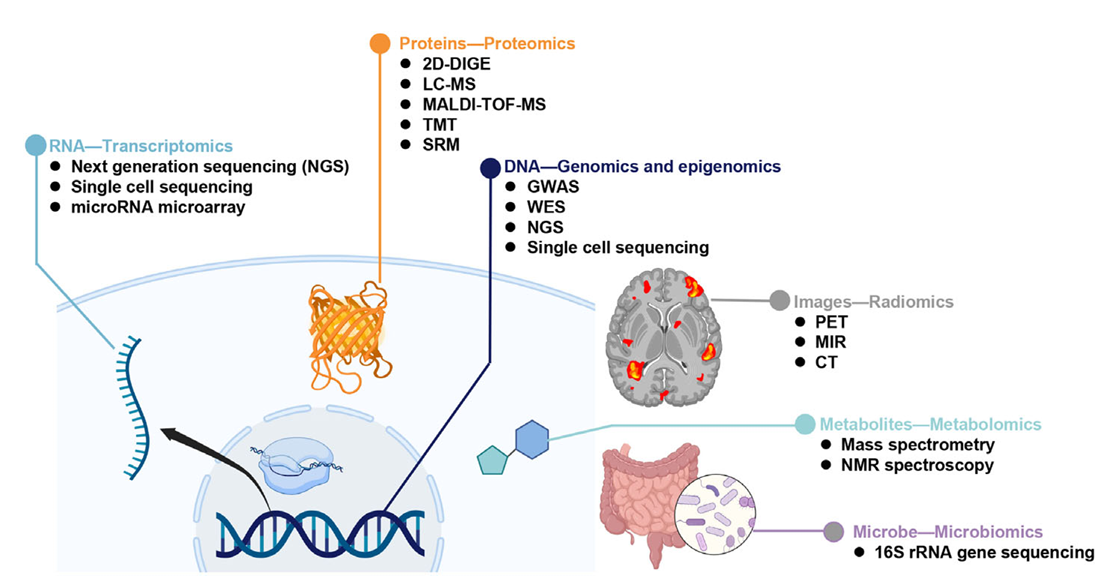 Proteins—Proteomics
● 2D-DIGE
● LC-MS
● MALDI-TOF-MS
● TMT
● SRM
RNA—Transcriptomics
● Next generation sequencing (NGS)
● Single cell sequencing
● microRNA microarray
DNA—Genomics and epigenomics
● GWAS
● WES
● NGS
● Single cell sequencing
Images—Radiomics
● PET
● MIR
● CT
Metabolites—Metabolomics
● Mass spectrometry
● NMR spectroscopy
Microbe—Microbiomics
● 16S rRNA gene sequencing